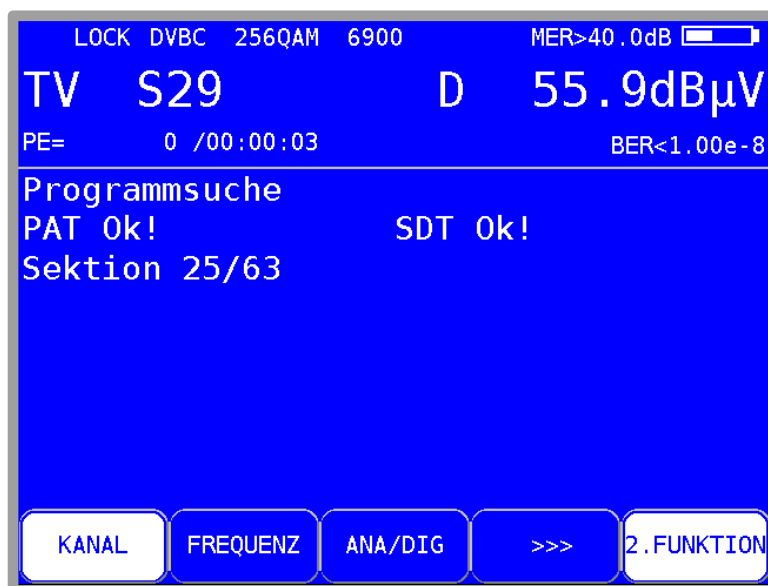 LOCK DVBC 256QAM 6900 MER>40.0dB
TV S29 D 55.9dBµV
PE= 0 /00:00:03 BER<1.00e-8
Programmsuche
PAT Ok! SDT Ok!
Sektion 25/63
KANAL FREQUENZ ANA/DIG >>> 2.FUNKTION